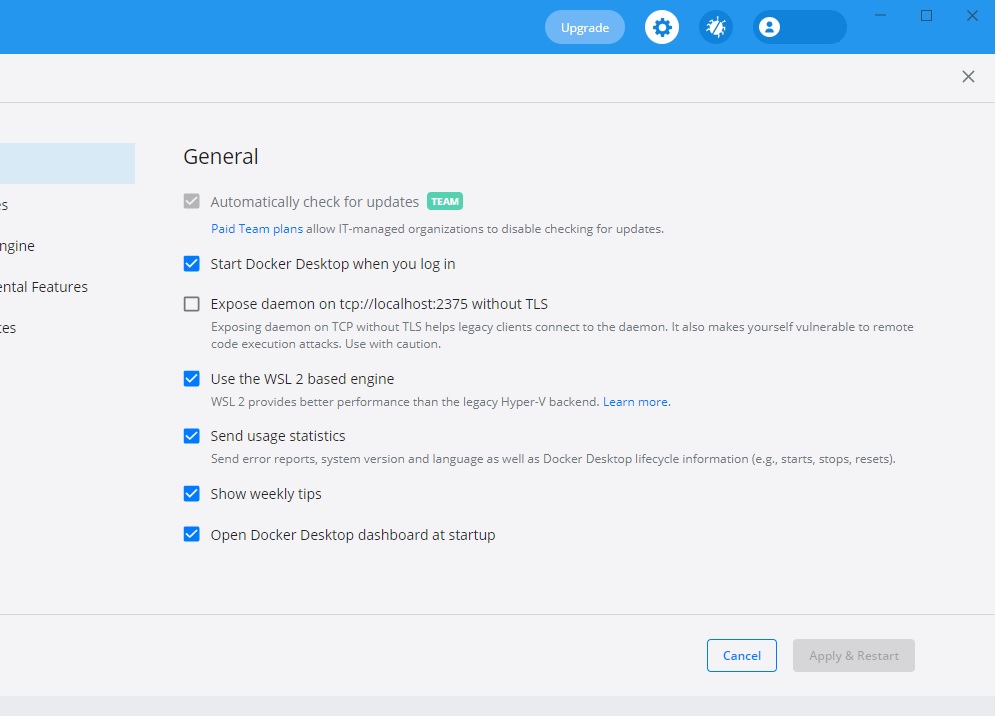 Upgrade
General
Automatically check for updates TEAM
Paid Team plans allow IT-managed organizations to disable checking for updates.
es
Start Docker Desktop when you log in
ngine
ental Features
Expose daemon on tcp://localhost:2375 without TLS
Exposing daemon on TCP without TLS helps legacy clients connect to the daemon. It also makes yourself vulnerable to remote
code execution attacks. Use with caution.
es
Use the WSL 2 based engine
WSL 2 provides better performance than the legacy Hyper-V backend. Learn more.
Send usage statistics
Send error reports, system version and language as well as Docker Desktop lifecycle information (e.g., starts, stops, resets).
Show weekly tips
Open Docker Desktop dashboard at startup
Cancel
Apply & Restart